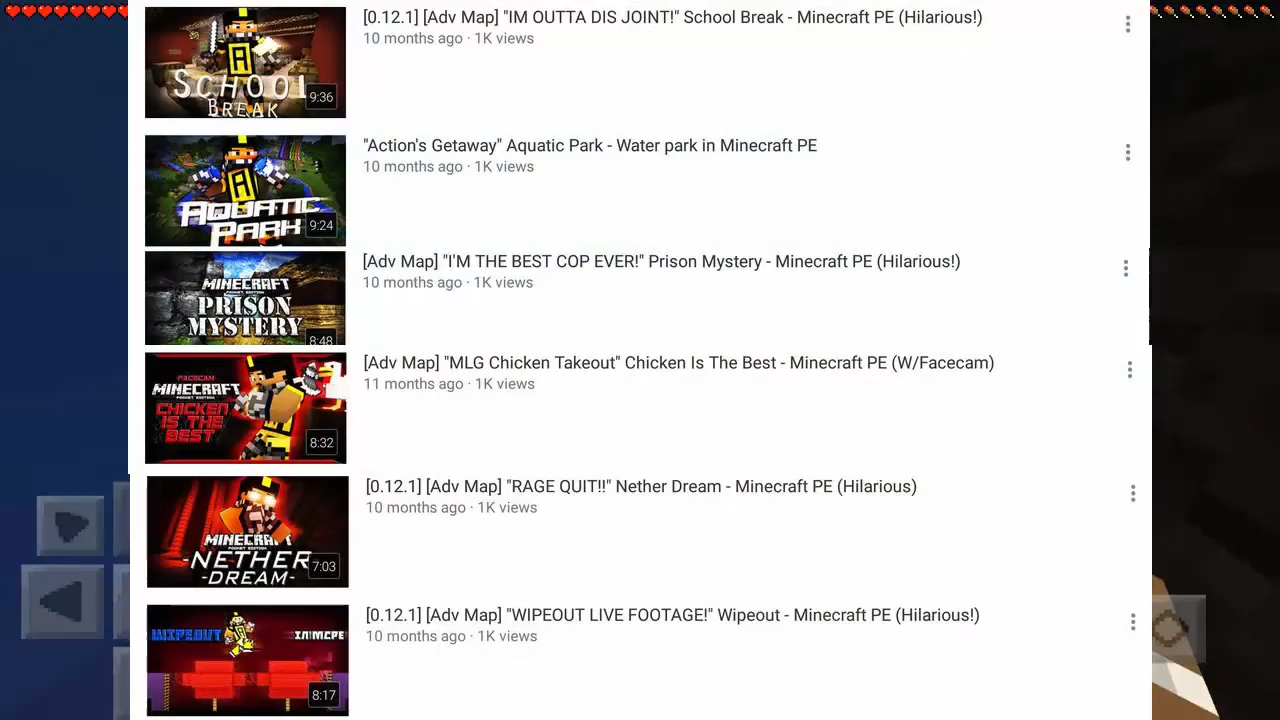 [0.12.1] [Adv Map] "IM OUTTA DIS JOINT!" School Break - Minecraft PE (Hilarious!)
10 months ago · 1K views
A
SCHOOL
BREAK
9:36
"Action's Getaway" Aquatic Park - Water park in Minecraft PE
10 months ago · 1K views
A
AQUATIC
PARK
9:24
[Adv Map] "I'M THE BEST COP EVER!" Prison Mystery - Minecraft PE (Hilarious!)
10 months ago · 1K views
MINECRAFT
POCKET EDITION
PRISON
MYSTERY
8:48
[Adv Map] "MLG Chicken Takeout" Chicken Is The Best - Minecraft PE (W/Facecam)
11 months ago · 1K views
FACECAM
MINECRAFT
POCKET EDITION
CHICKEN
IS THE
BEST
8:32
[0.12.1] [Adv Map] "RAGE QUIT!!" Nether Dream - Minecraft PE (Hilarious)
10 months ago · 1K views
MINECRAFT
POCKET EDITION
-NETHER
-DREAM-
7:03
[0.12.1] [Adv Map] "WIPEOUT LIVE FOOTAGE!" Wipeout - Minecraft PE (Hilarious!)
10 months ago · 1K views
WIPEOUT
IN MCPE
8:17